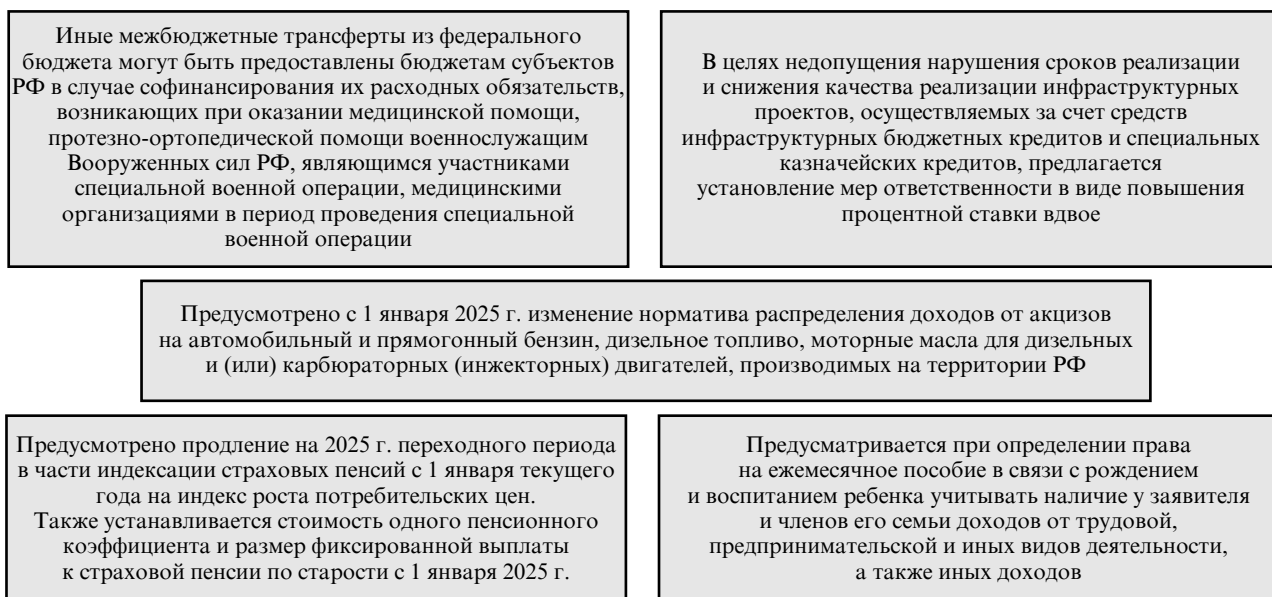 Иные межбюджетные трансферты из федерального
бюджета могут быть предоставлены бюджетам субъектов
РФ в случае софинансирования их расходных обязательств,
возникающих при оказании медицинской помощи,
протезно-ортопедической помощи военнослужащим
Вооруженных сил РФ, являющимся участниками
специальной военной операции, медицинскими
организациями в период проведения специальной
военной операции
В целях недопущения нарушения сроков реализации
и снижения качества реализации инфраструктурных
проектов, осуществляемых за счет средств
инфраструктурных бюджетных кредитов и специальных
казначейских кредитов, предлагается
установление мер ответственности в виде повышения
процентной ставки вдвое
Предусмотрено с 1 января 2025 г. изменение норматива распределения доходов от акцизов
на автомобильный и прямогонный бензин, дизельное топливо, моторные масла для дизельных
и (или) карбюраторных (инжекторных) двигателей, производимых на территории РФ
Предусмотрено продление на 2025 г. переходного периода
в части индексации страховых пенсий с 1 января текущего
года на индекс роста потребительских цен.
Также устанавливается стоимость одного пенсионного
коэффициента и размер фиксированной выплаты
к страховой пенсии по старости с 1 января 2025 г.
Предусматривается при определении права
на ежемесячное пособие в связи с рождением
и воспитанием ребенка учитывать наличие у заявителя
и членов его семьи доходов от трудовой,
предпринимательской и иных видов деятельности,
а также иных доходов